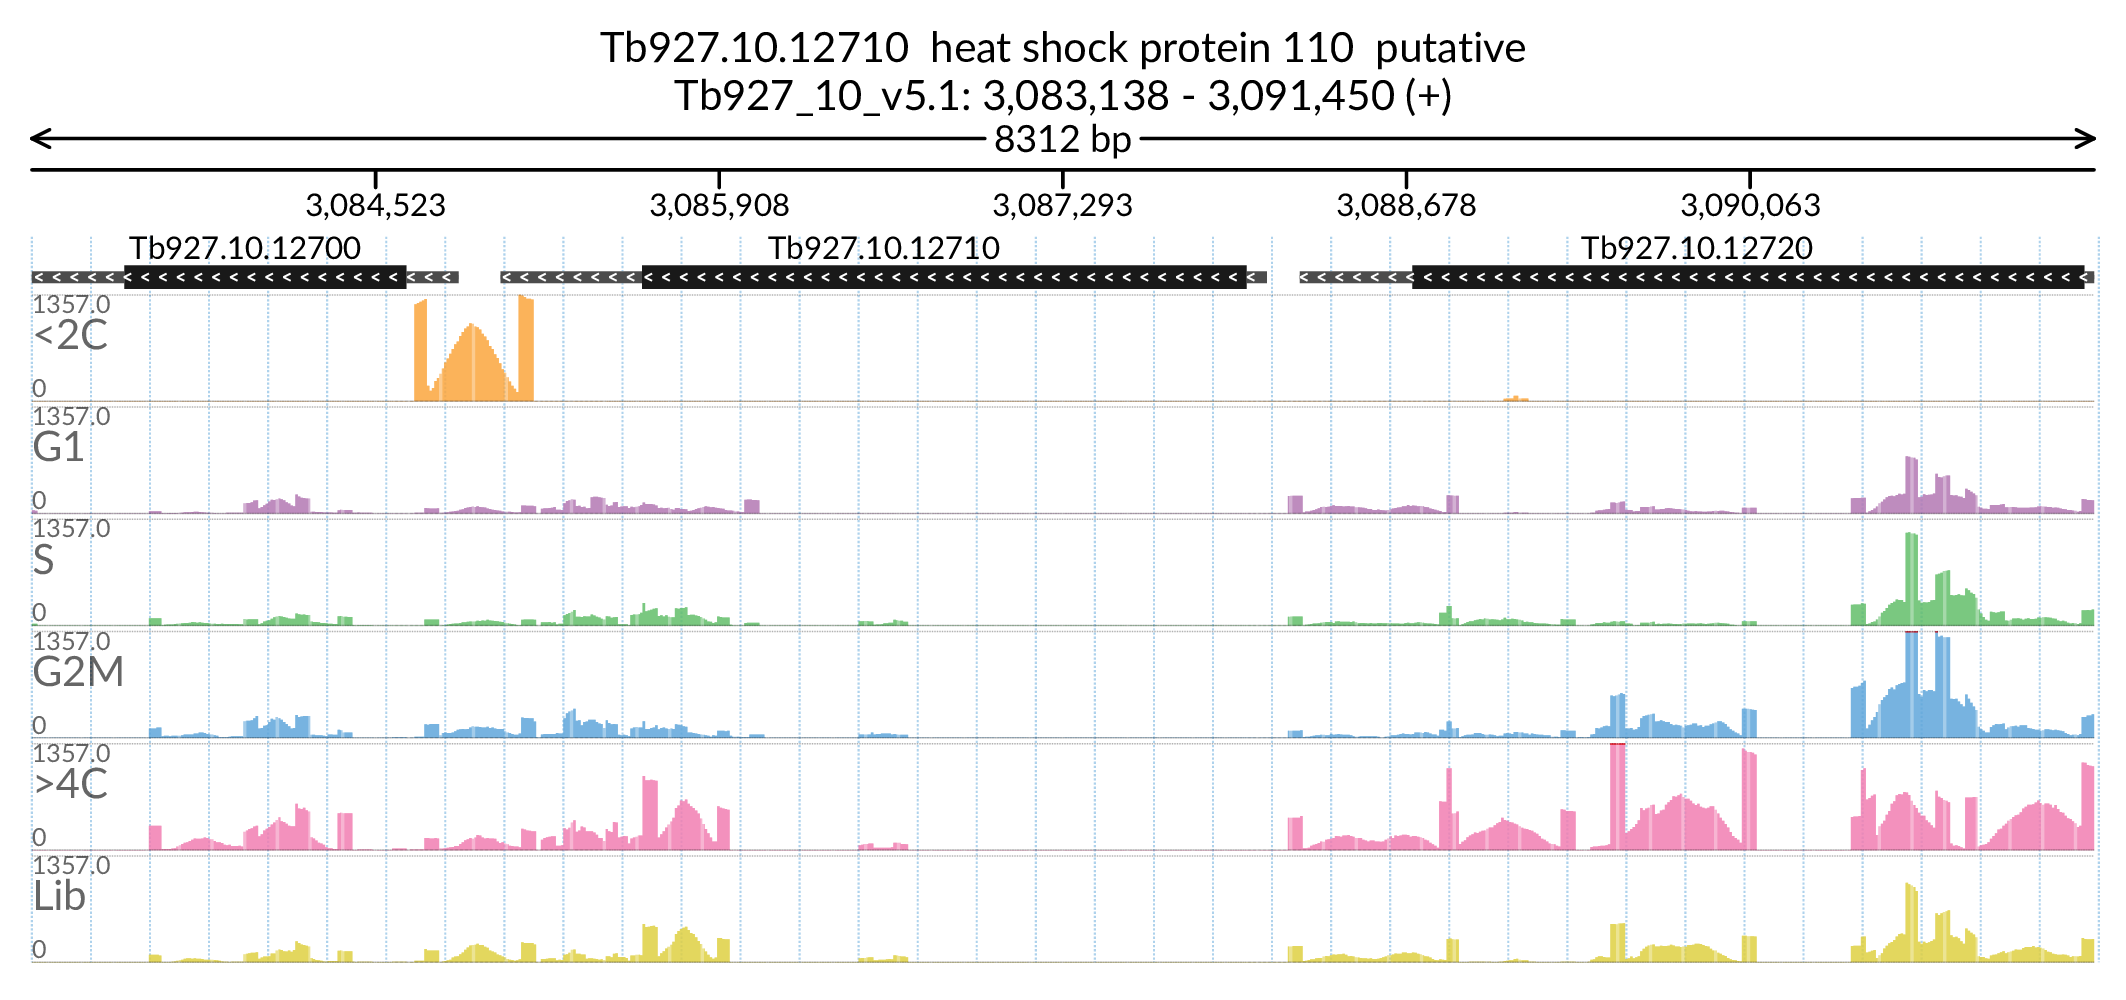 Tb927.10.12710 heat shock protein 110 putative
Tb927_10_v5.1: 3,083,138 - 3,091,450 (+)
8312 bp
3,084,523 3,085,908 3,087,293 3,088,678 3,090,063
Tb927.10.12700 Tb927.10.12710 Tb927.10.12720
1357.0
<2C
0
1357.0
G1
0
1357.0
S
0
1357.0
G2M
0
1357.0
>4C
0
1357.0
Lib
0